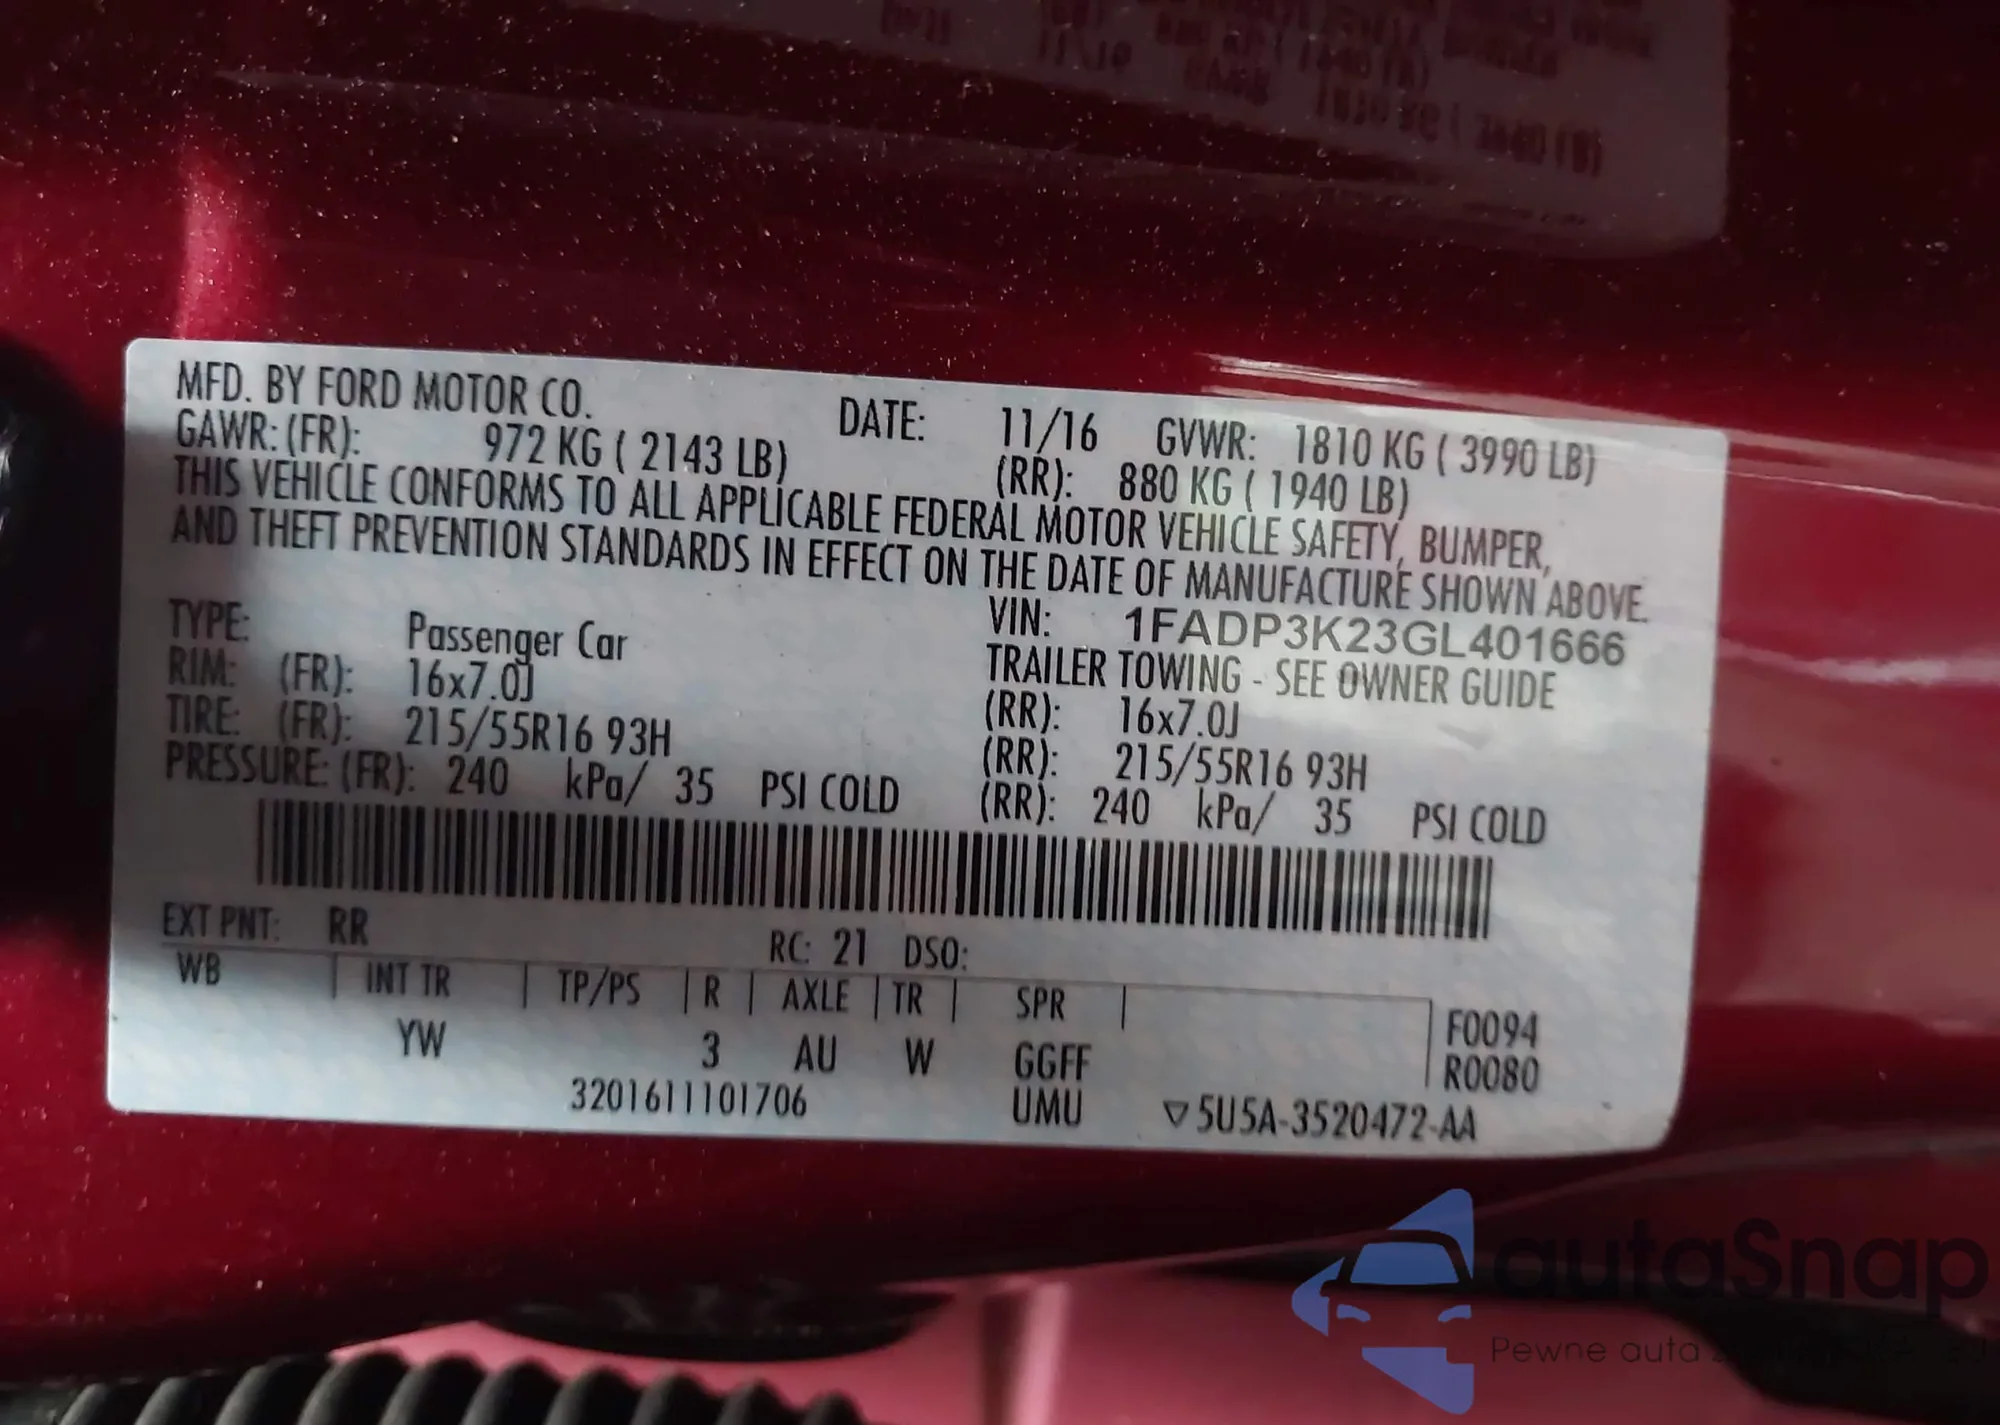 MFD. BY FORD MOTOR CO. DATE: 11/16 GVWR: 1810 KG ( 3990 LB)
GAWR: (FR): 972 KG ( 2143 LB) (RR): 880 KG ( 1940 LB)
THIS VEHICLE CONFORMS TO ALL APPLICABLE FEDERAL MOTOR VEHICLE SAFETY, BUMPER,
AND THEFT PREVENTION STANDARDS IN EFFECT ON THE DATE OF MANUFACTURE SHOWN ABOVE.
VIN: 1FADP3K23GL401666
TYPE: Passenger Car TRAILER TOWING - SEE OWNER GUIDE
RIM: (FR): 16x7.0J (RR): 16x7.0J
TIRE: (FR): 215/55R16 93H (RR): 215/55R16 93H
PRESSURE: (FR): 240 kPa/ 35 PSI COLD (RR): 240 kPa/ 35 PSI COLD
EXT PNT: RR RC: 21 DSO:
WB INT TR TP/PS R AXLE TR SPR F0094
YW 3 AU W GGFF R0080
3201611101706 UMU ▽5U5A-3520472-AA
autaSnap
Pewne auta